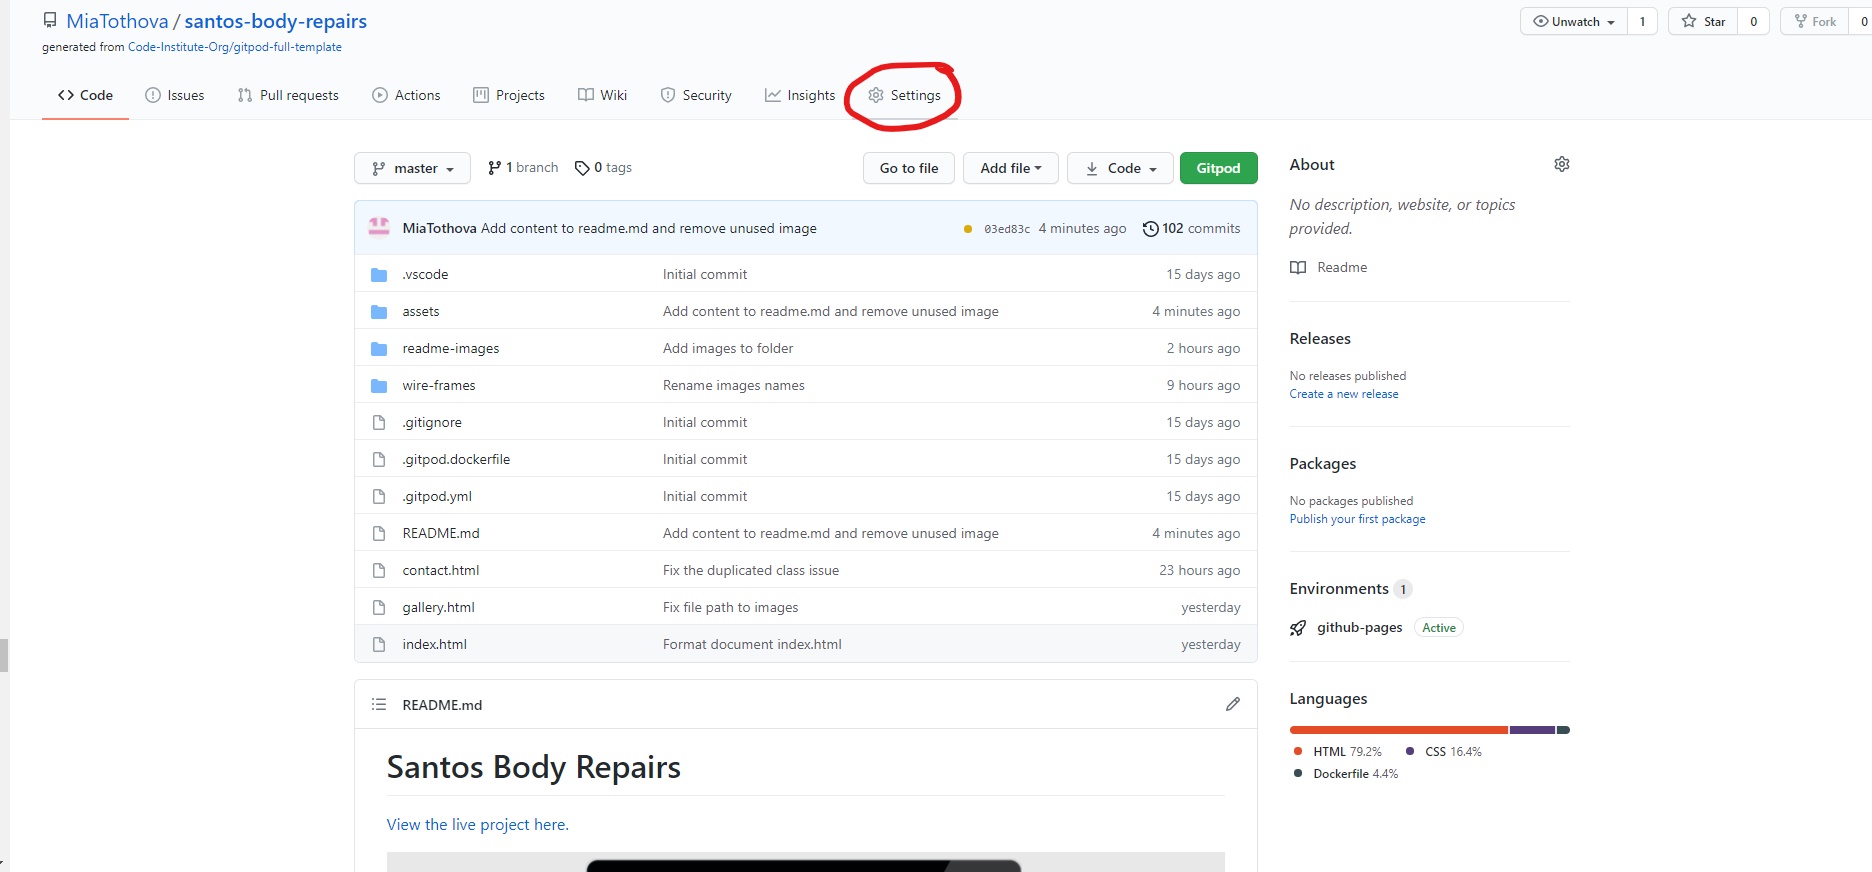 MiaTothova / santos-body-repairs
Unwatch 1 Star 0 Fork 0
generated from Code-Institute-Org/gitpod-full-template
Code Issues Pull requests Actions Projects Wiki Security Insights Settings
master 1 branch 0 tags Go to file Add file Code Gitpod
MiaTothova Add content to readme.md and remove unused image 03ed83c 4 minutes ago 102 commits
.vscode Initial commit 15 days ago
assets Add content to readme.md and remove unused image 4 minutes ago
readme-images Add images to folder 2 hours ago
wire-frames Rename images names 9 hours ago
.gitignore Initial commit 15 days ago
.gitpod.dockerfile Initial commit 15 days ago
.gitpod.yml Initial commit 15 days ago
README.md Add content to readme.md and remove unused image 4 minutes ago
contact.html Fix the duplicated class issue 23 hours ago
gallery.html Fix file path to images yesterday
index.html Format document index.html yesterday
README.md
Santos Body Repairs
View the live project here.
About
No description, website, or topics
provided.
Readme
Releases
No releases published
Create a new release
Packages
No packages published
Publish your first package
Environments 1
github-pages Active
Languages
HTML 79.2% CSS 16.4%
Dockerfile 4.4%